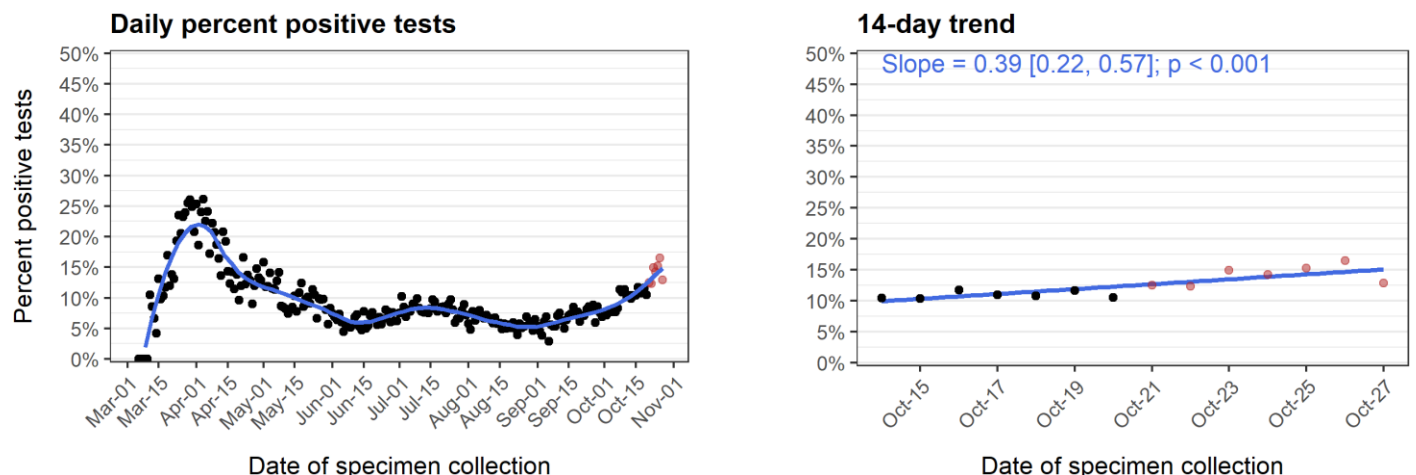 Daily percent positive tests
50%
45%
40%
35%
30%
25%
20%
15%
10%
5%
0%
Percent positive tests
Mar-01
Mar-15
Apr-01
Apr-15
May-01
May-15
Jun-01
Jun-15
Jul-01
Jul-15
Aug-01
Aug-15
Sep-01
Sep-15
Oct-01
Oct-15
Nov-01
Date of specimen collection
14-day trend
Slope = 0.39 [0.22, 0.57]; p < 0.001
50%
45%
40%
35%
30%
25%
20%
15%
10%
5%
0%
Oct-15
Oct-17
Oct-19
Oct-21
Oct-23
Oct-25
Oct-27
Date of specimen collection